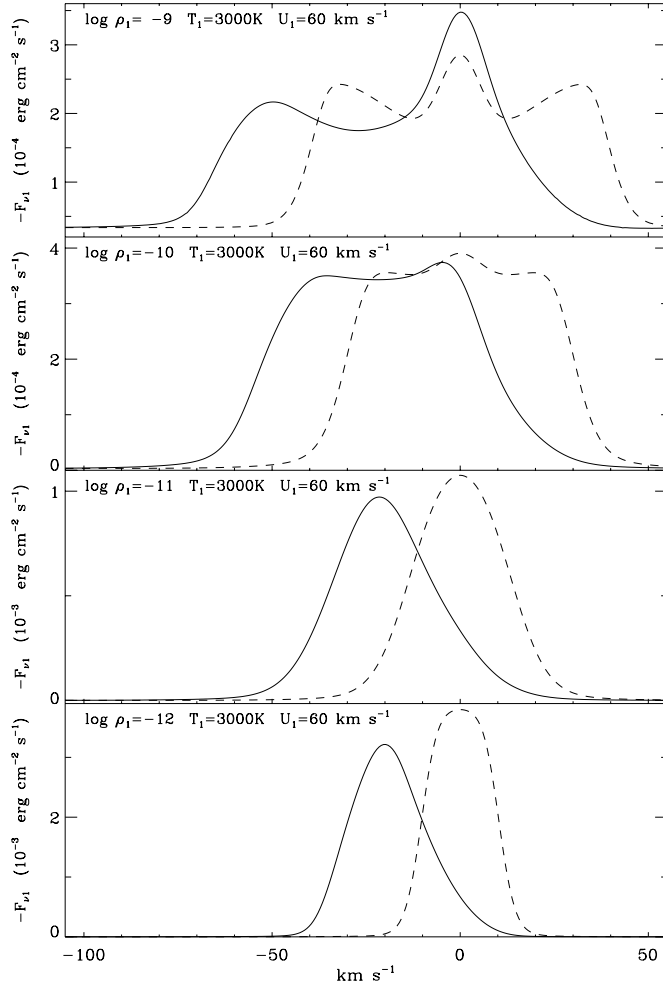 log ρ₁= −9 T₁=3000K U₁=60 km s⁻¹
3
2
1
−Fν₁ (10⁻⁴ erg cm⁻² s⁻¹)
log ρ₁=−10 T₁=3000K U₁=60 km s⁻¹
4
2
0
−Fν₁ (10⁻⁴ erg cm⁻² s⁻¹)
log ρ₁=−11 T₁=3000K U₁=60 km s⁻¹
1
0
−Fν₁ (10⁻³ erg cm⁻² s⁻¹)
log ρ₁=−12 T₁=3000K U₁=60 km s⁻¹
2
0
−Fν₁ (10⁻³ erg cm⁻² s⁻¹)
−100 −50 0 50
km s⁻¹